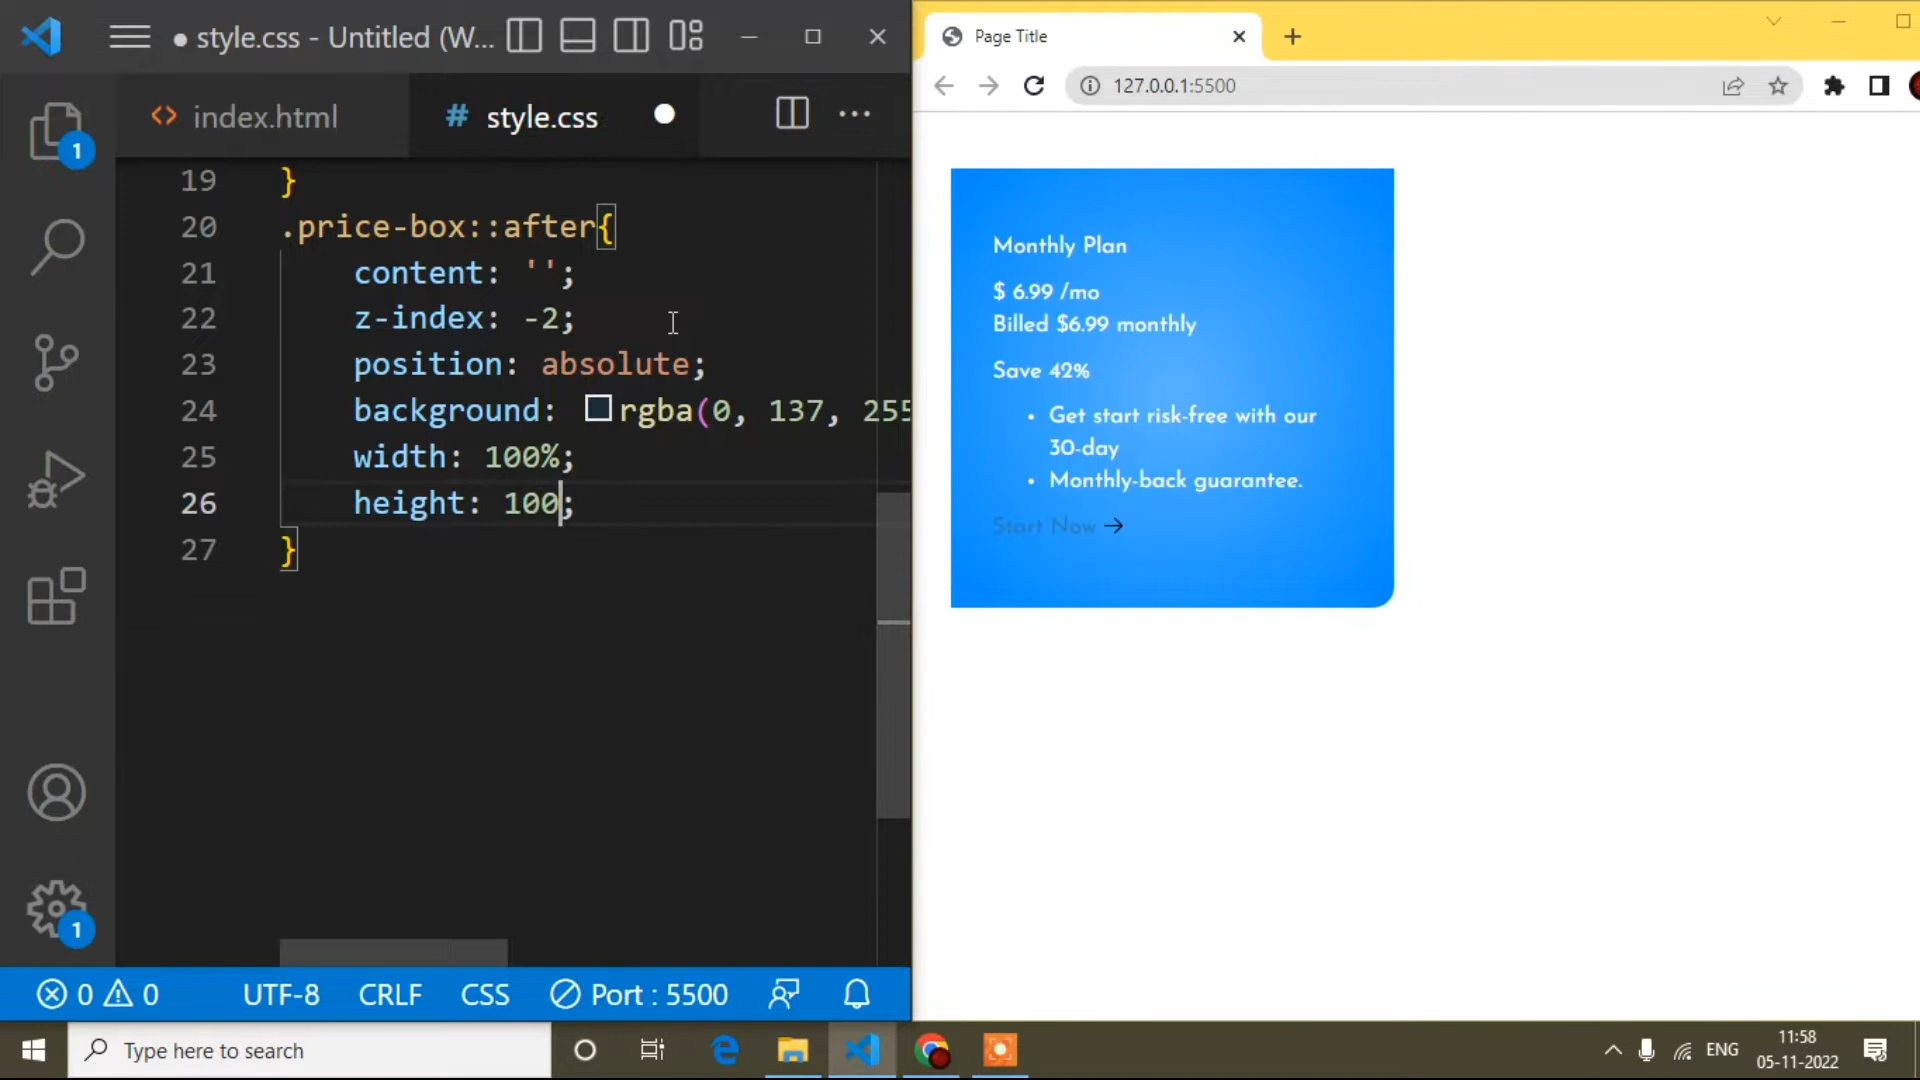 ● style.css - Untitled (W...
index.html
# style.css
1
19 }
20 .price-box::after{
21 content: '';
22 z-index: -2;
23 position: absolute;
24 background: rgba(0, 137, 255
25 width: 100%;
26 height: 100;
27 }
1
0 0 UTF-8 CRLF CSS Port : 5500
Page Title
127.0.0.1:5500
Monthly Plan
$ 6.99 /mo
Billed $6.99 monthly
Save 42%
• Get start risk-free with our
30-day
• Monthly-back guarantee.
Start Now →
Type here to search
ENG
11:58
05-11-2022